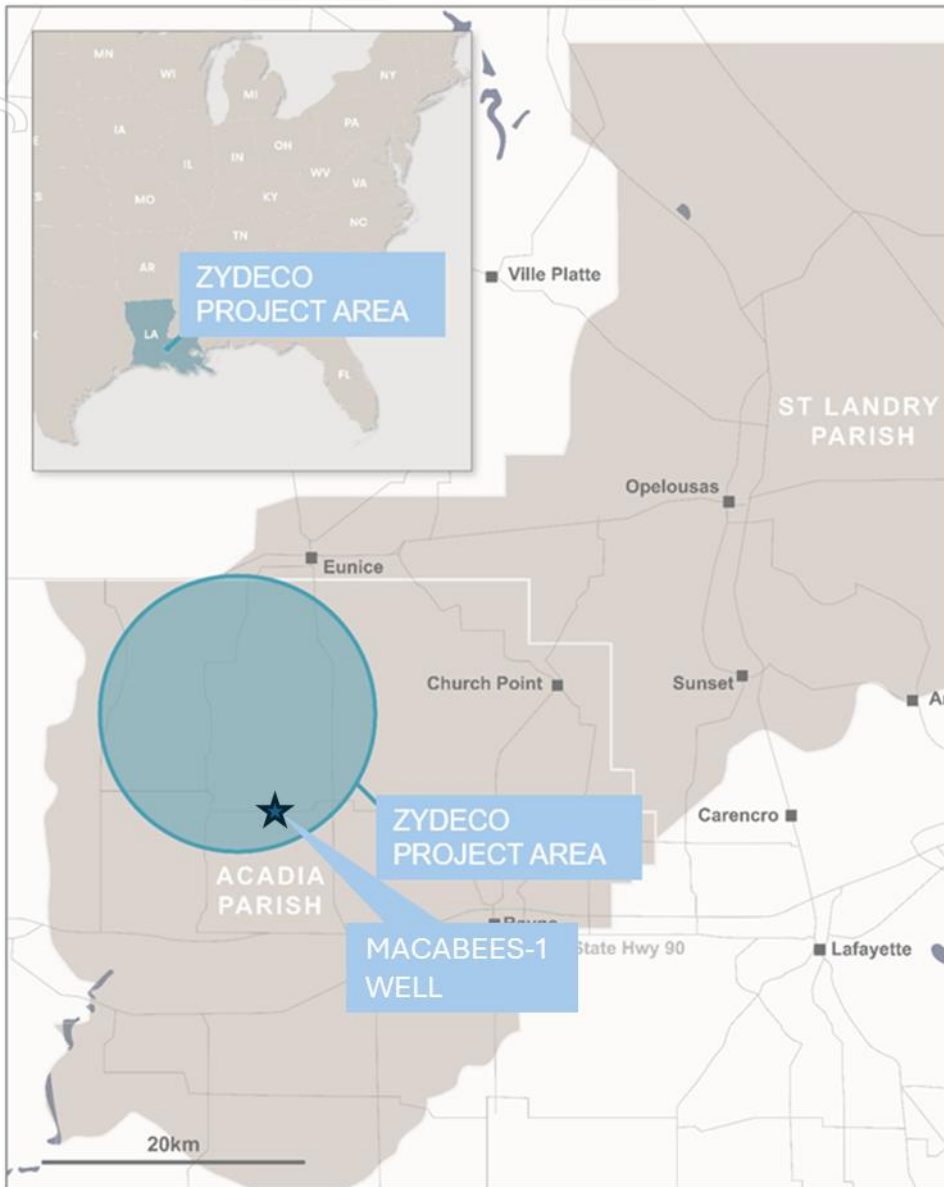 MN
WI
MI
NY
IA
PA
IL
IN
OH
WV
VA
MO
KY
NC
TN
AR
ZYDECO
PROJECT AREA
LA
FL
Ville Platte
ST LANDRY
PARISH
Opelousas
Eunice
Church Point
Sunset
Carencro
ZYDECO
PROJECT AREA
ACADIA
PARISH
MACABEES-1
WELL
State Hwy 90
Lafayette
20km